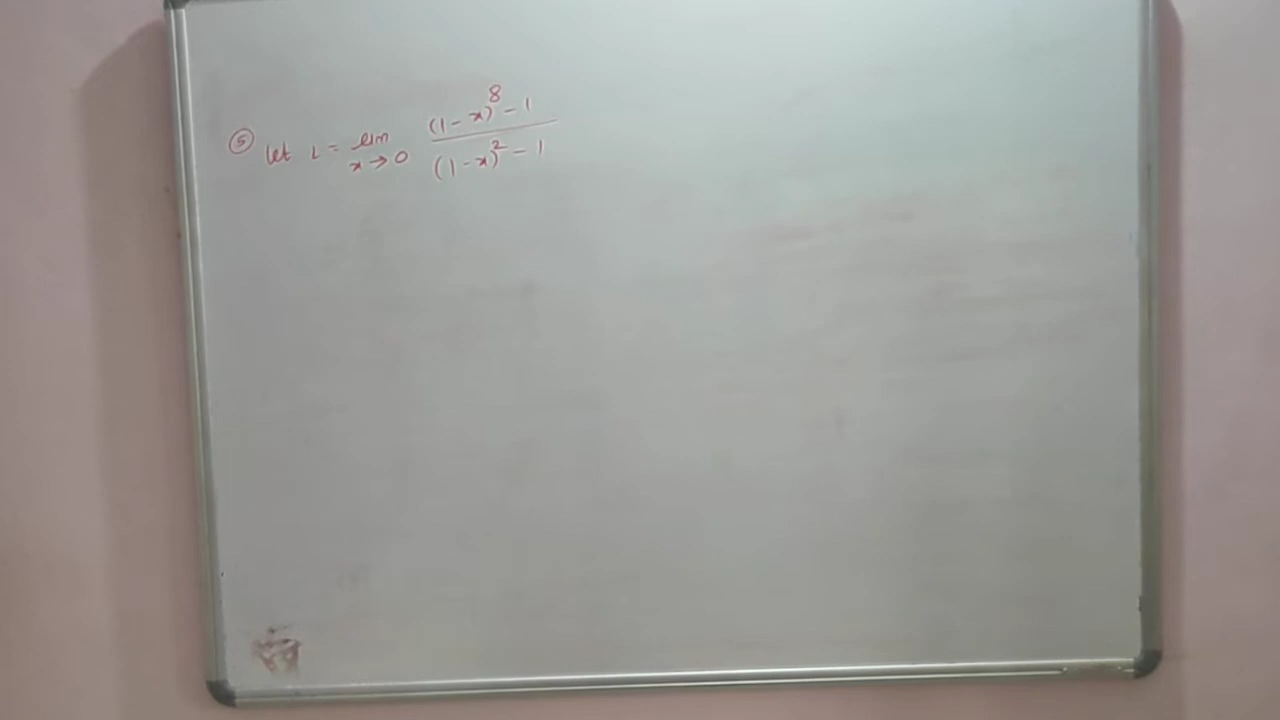 ⑤ Let L = lim x→0 (1-x)^8 - 1 / (1-x)^2 - 1